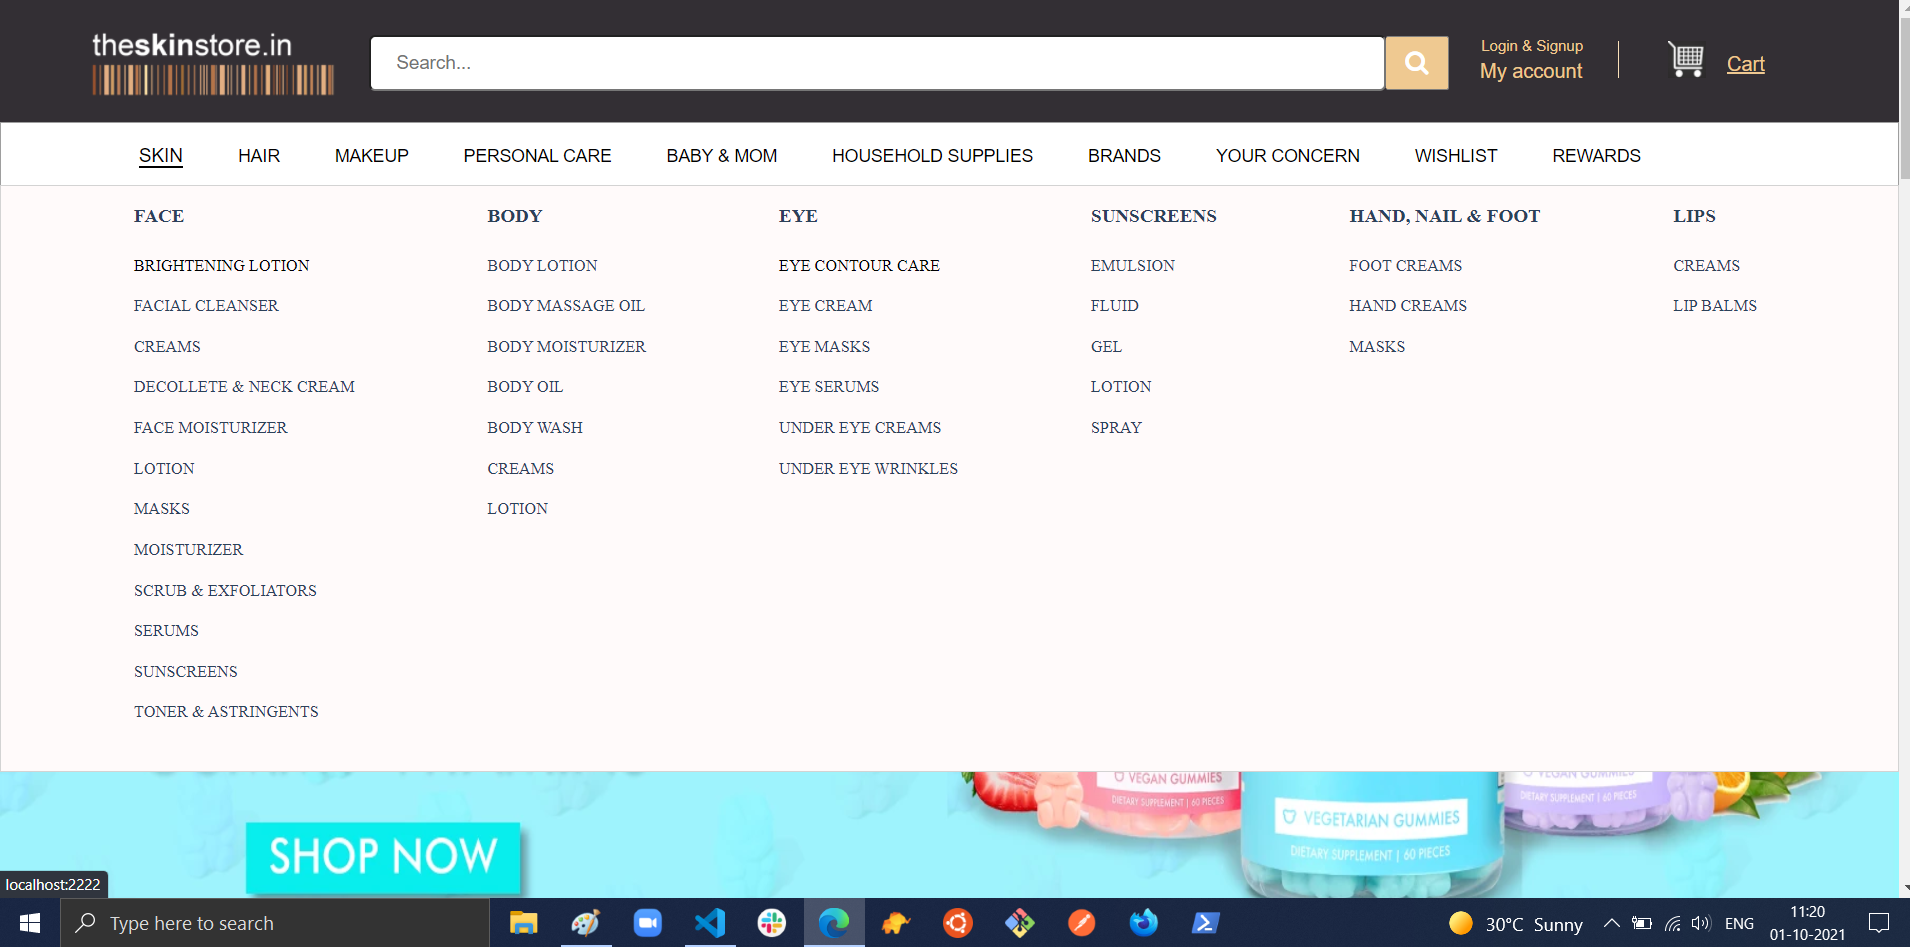 theskinstore.in
Search...
Login & Signup
My account
Cart
SKIN HAIR MAKEUP PERSONAL CARE BABY & MOM HOUSEHOLD SUPPLIES BRANDS YOUR CONCERN WISHLIST REWARDS
FACE
BRIGHTENING LOTION
FACIAL CLEANSER
CREAMS
DECOLLETE & NECK CREAM
FACE MOISTURIZER
LOTION
MASKS
MOISTURIZER
SCRUB & EXFOLIATORS
SERUMS
SUNSCREENS
TONER & ASTRINGENTS
BODY
BODY LOTION
BODY MASSAGE OIL
BODY MOISTURIZER
BODY OIL
BODY WASH
CREAMS
LOTION
EYE
EYE CONTOUR CARE
EYE CREAM
EYE MASKS
EYE SERUMS
UNDER EYE CREAMS
UNDER EYE WRINKLES
SUNSCREENS
EMULSION
FLUID
GEL
LOTION
SPRAY
HAND, NAIL & FOOT
FOOT CREAMS
HAND CREAMS
MASKS
LIPS
CREAMS
LIP BALMS
SHOP NOW
VEGAN GUMMIES
DIETARY SUPPLEMENT | 60 PIECES
VEGETARIAN GUMMIES
DIETARY SUPPLEMENT | 60 PIECES
VEGAN GUMMIES
DIETARY SUPPLEMENT | 60 PIECES
localhost:2222
Type here to search
30°C Sunny
ENG
11:20
01-10-2021